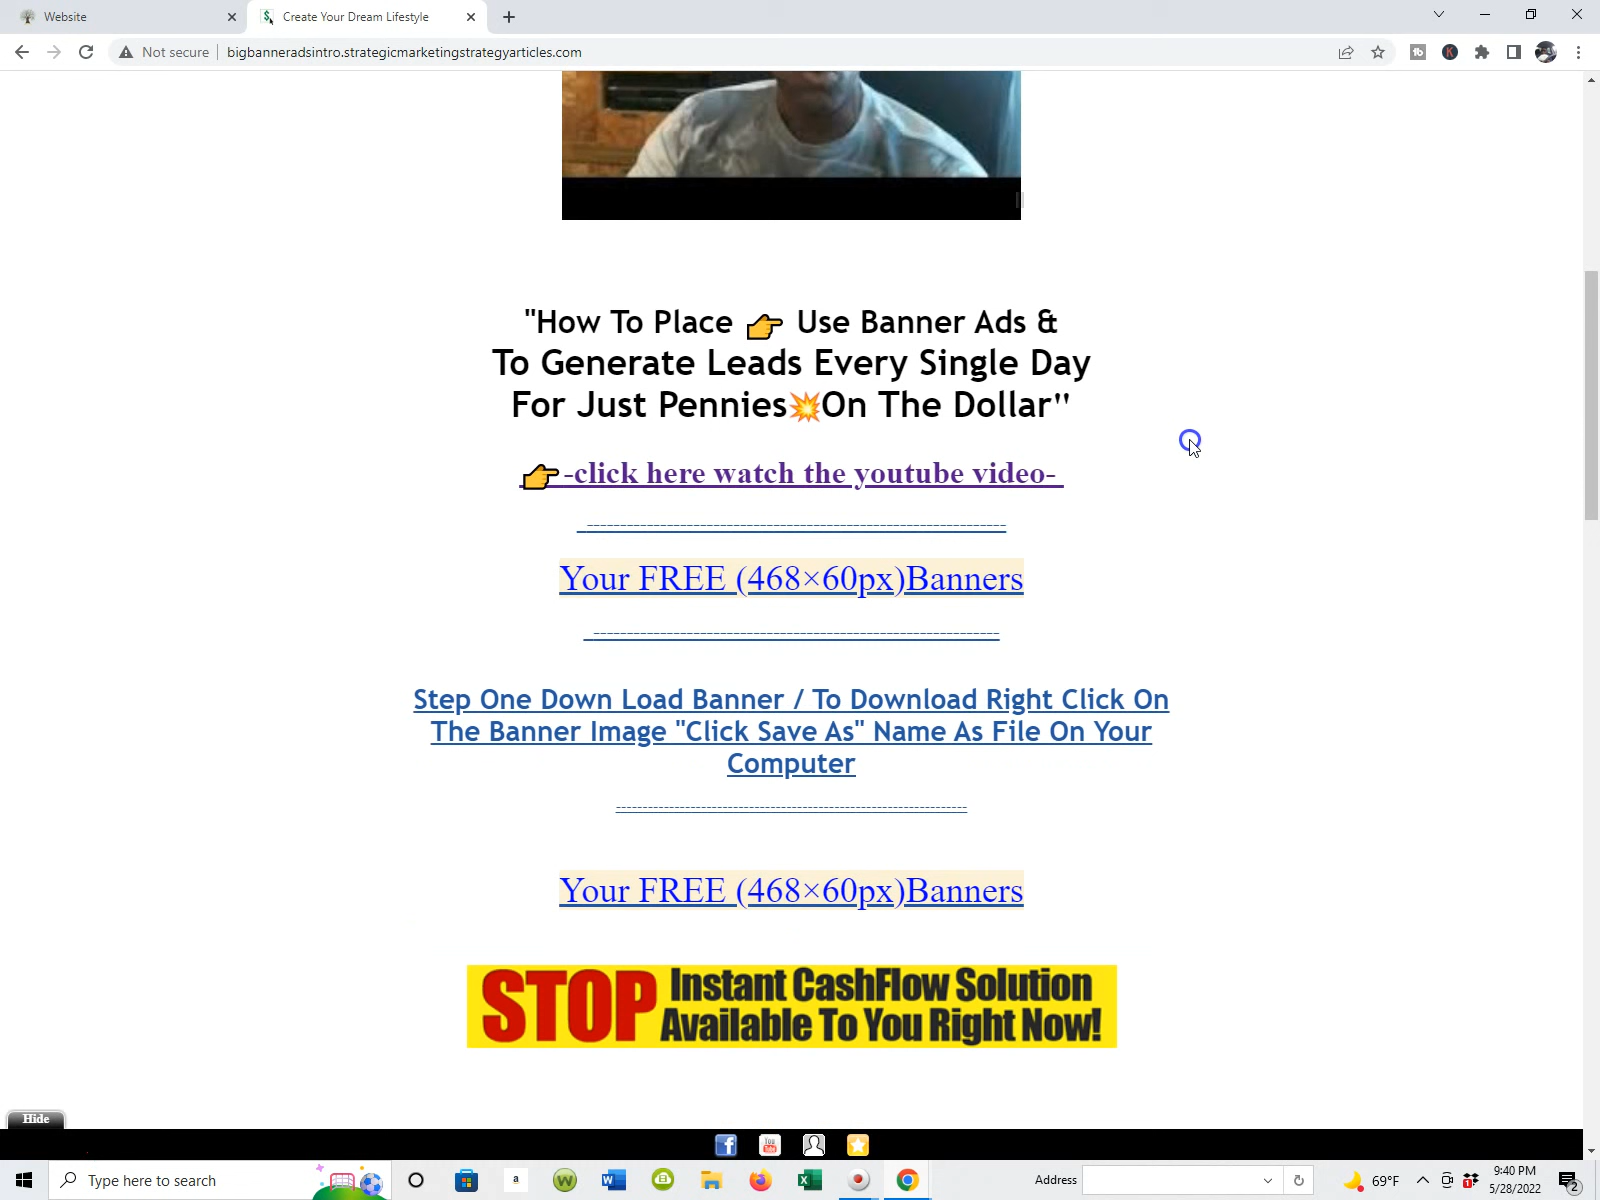 Website
Create Your Dream Lifestyle
Not secure
bigbanneradsintro.strategicmarketingstrategyarticles.com
"How To Place 👉 Use Banner Ads &
To Generate Leads Every Single Day
For Just Pennies💥On The Dollar"
👉-click here watch the youtube video-
Your FREE (468×60px)Banners
Step One Down Load Banner / To Download Right Click On
The Banner Image "Click Save As" Name As File On Your
Computer
Your FREE (468×60px)Banners
STOP Instant CashFlow Solution
Available To You Right Now!
Hide
Type here to search
Address
69°F
9:40 PM
5/28/2022
2